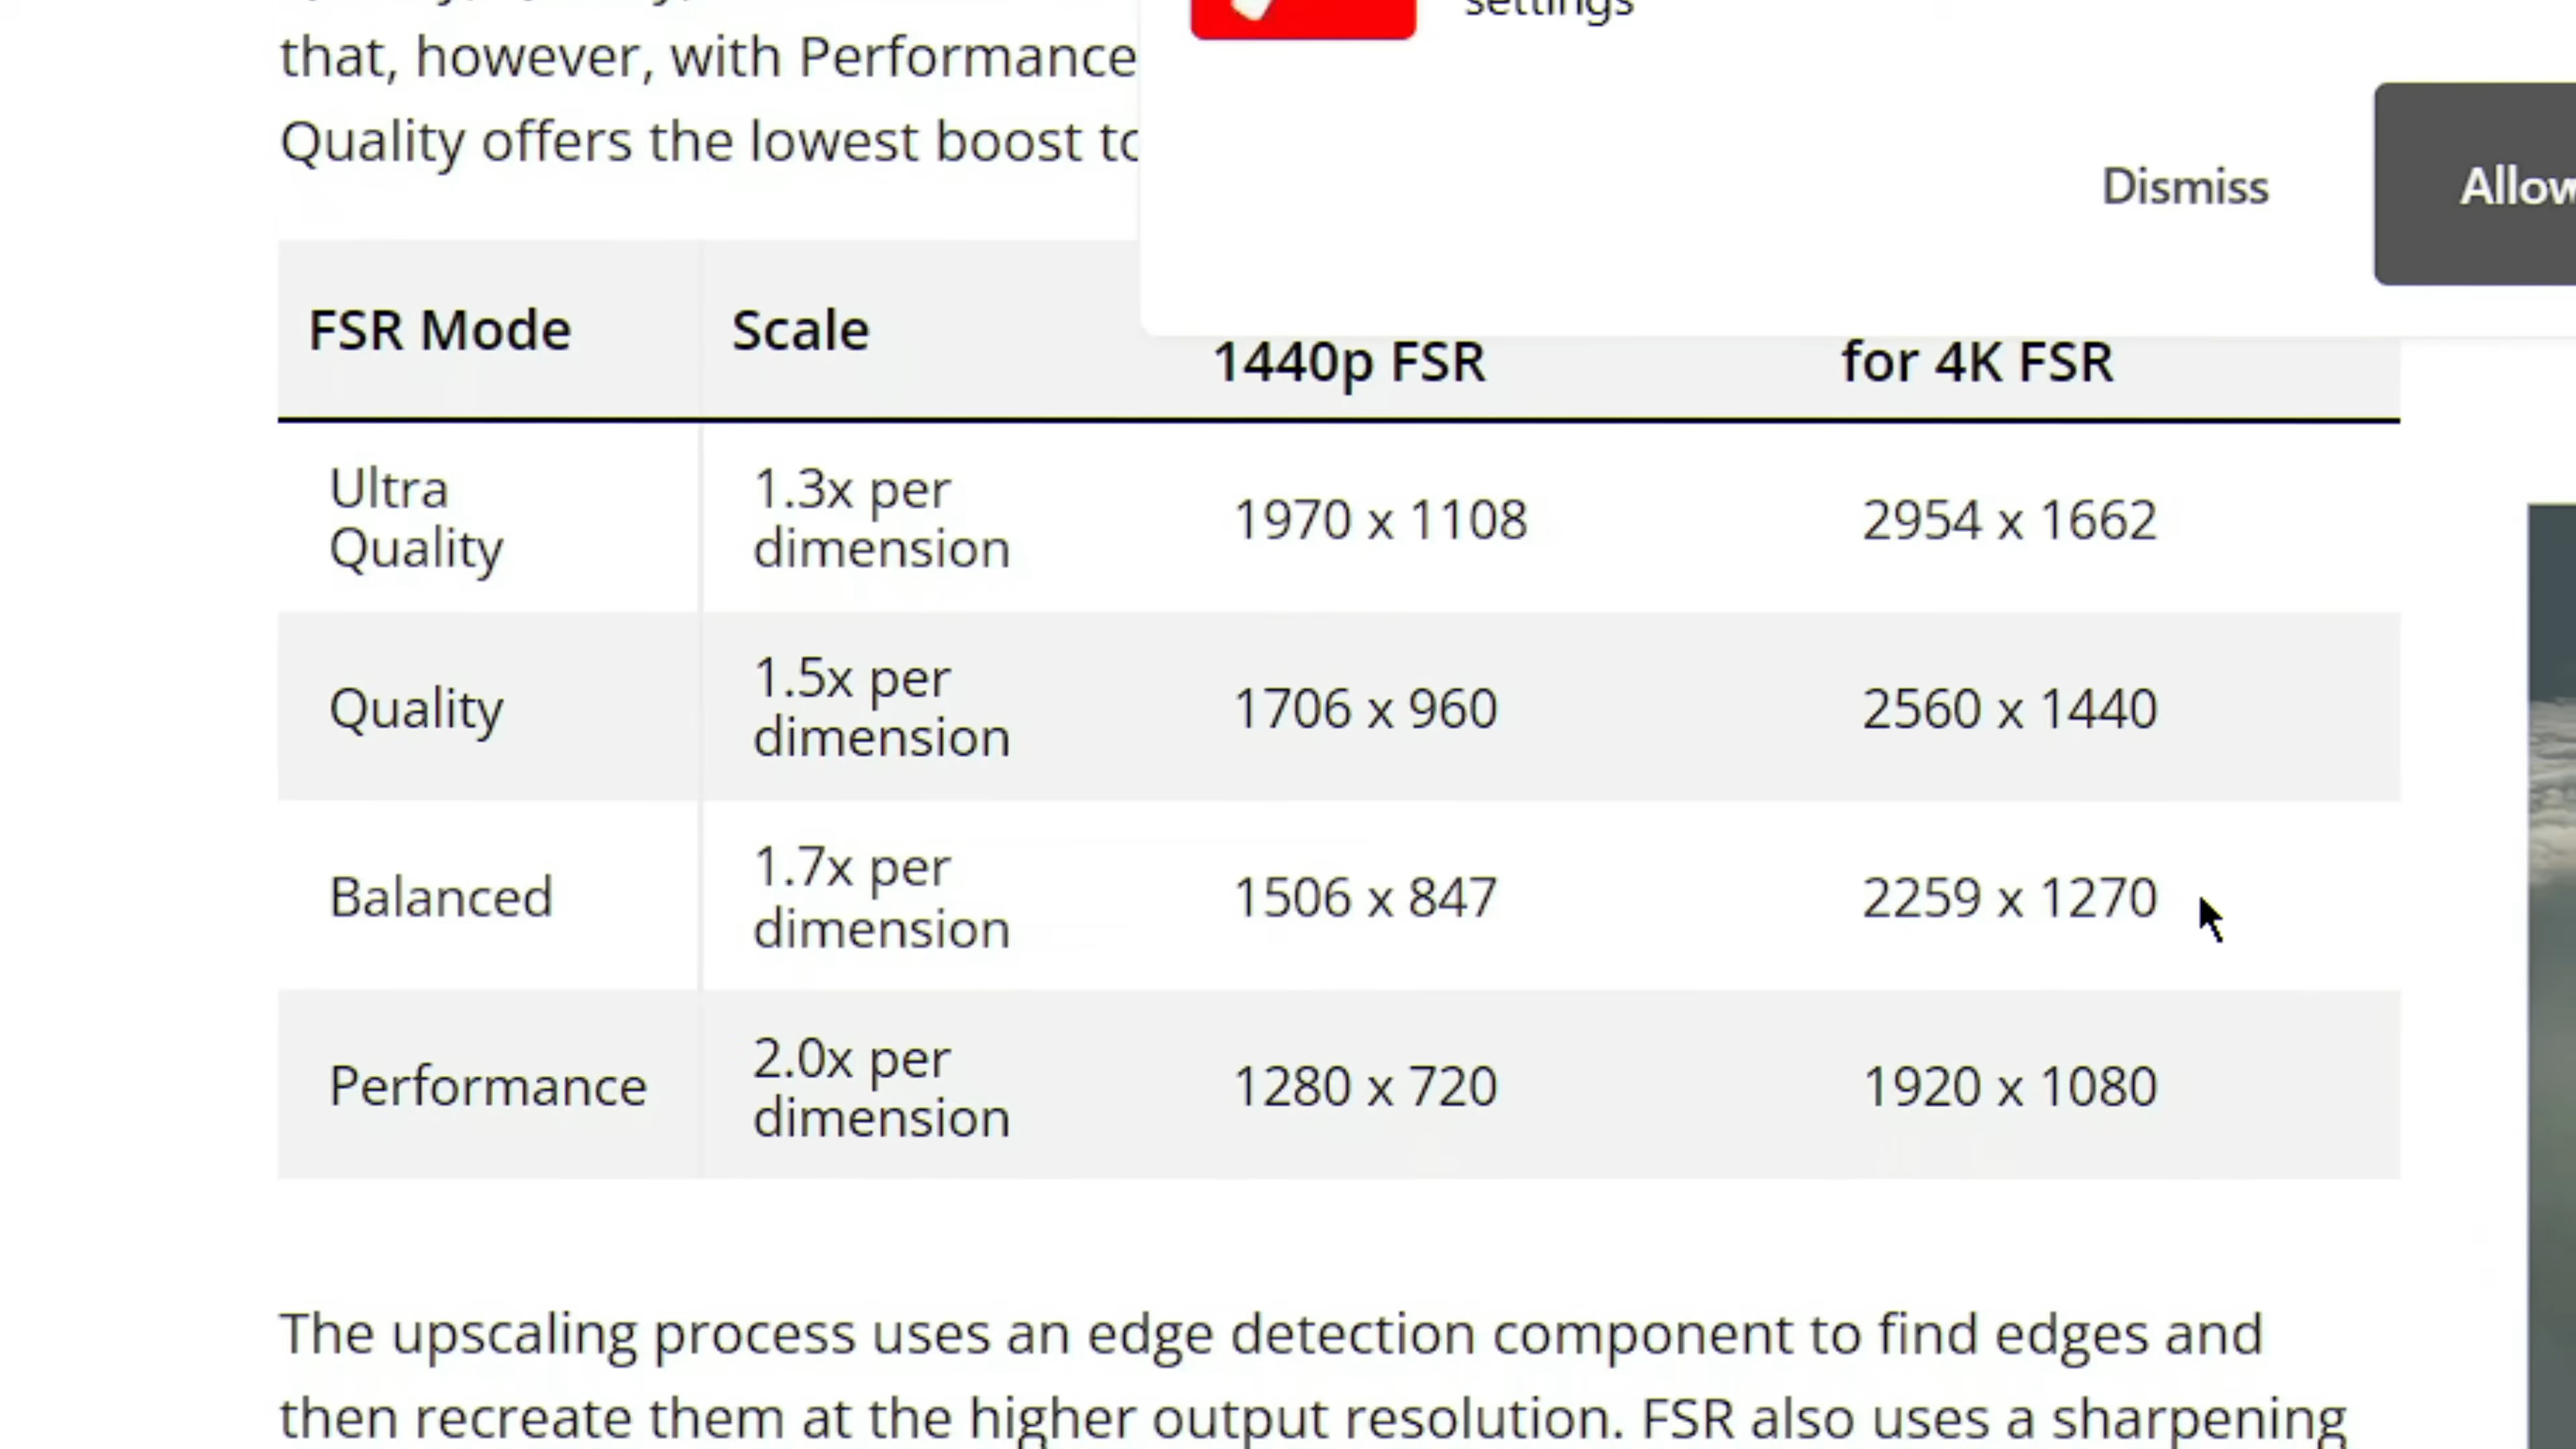 that, however, with Performance
Quality offers the lowest boost to
settings
Dismiss
Allow
FSR Mode
Scale
1440p FSR
for 4K FSR
Ultra
Quality
1.3x per
dimension
1970 x 1108
2954 x 1662
Quality
1.5x per
dimension
1706 x 960
2560 x 1440
Balanced
1.7x per
dimension
1506 x 847
2259 x 1270
Performance
2.0x per
dimension
1280 x 720
1920 x 1080
The upscaling process uses an edge detection component to find edges and
then recreate them at the higher output resolution. FSR also uses a sharpening